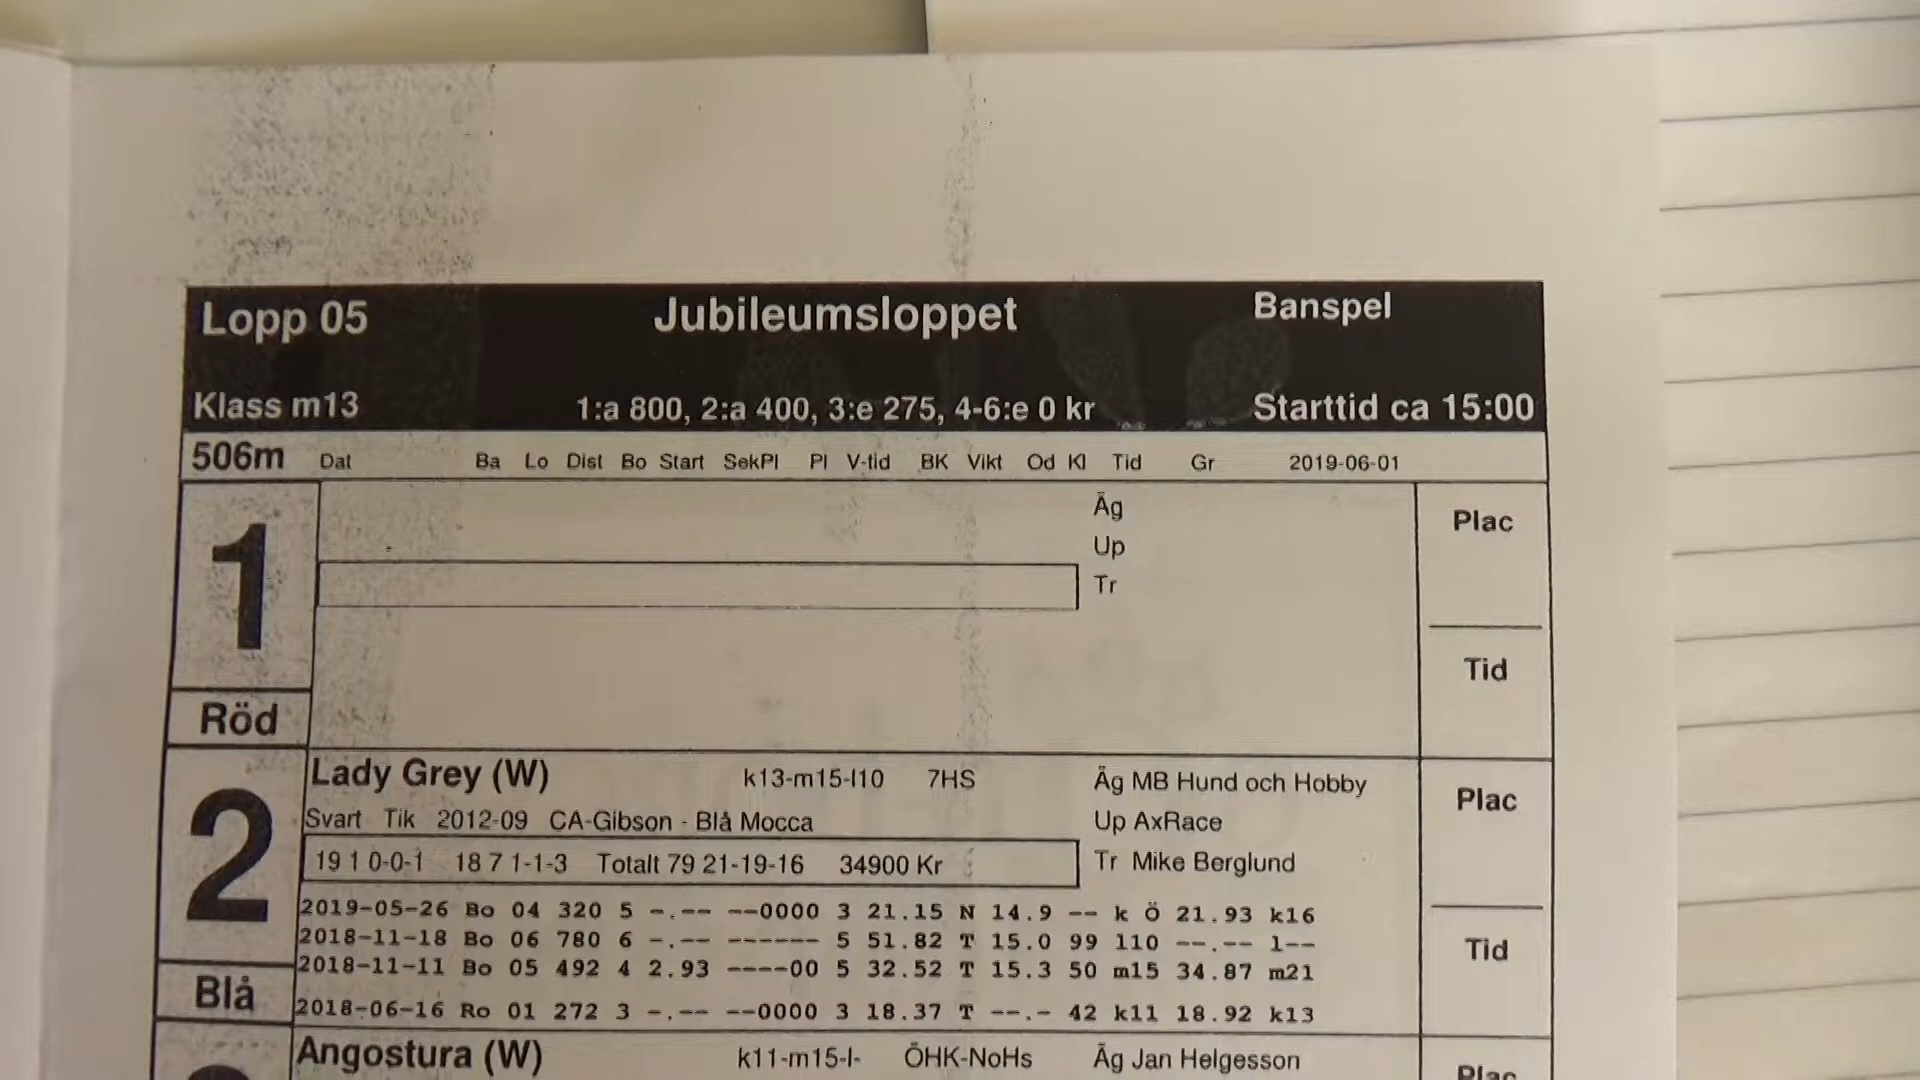 Lopp 05 Jubileumsloppet Banspel
Klass m13 1:a 800, 2:a 400, 3:e 275, 4-6:e 0 kr Starttid ca 15:00
506m Dat Ba Lo Dist Bo Start SekPl Pl V-tid BK Vikt Od Kl Tid Gr 2019-06-01
1
Röd
Äg
Up
Tr
Plac
Tid
2
Blå
Lady Grey (W) k13-m15-l10 7HS Äg MB Hund och Hobby
Svart Tik 2012-09 CA-Gibson - Blå Mocca Up AxRace
19 1 0-0-1 18 7 1-1-3 Totalt 79 21-19-16 34900 Kr Tr Mike Berglund
2019-05-26 Bo 04 320 5 -.-- --0000 3 21.15 N 14.9 -- k Ö 21.93 k16
2018-11-18 Bo 06 780 6 -.-- ------ 5 51.82 T 15.0 99 l10 --.-- l--
2018-11-11 Bo 05 492 4 2.93 ----00 5 32.52 T 15.3 50 m15 34.87 m21
2018-06-16 Ro 01 272 3 -.-- --0000 3 18.37 T --.- 42 k11 18.92 k13
Plac
Tid
Angostura (W) k11-m15-l- ÖHK-NoHs Äg Jan Helgesson
Plac